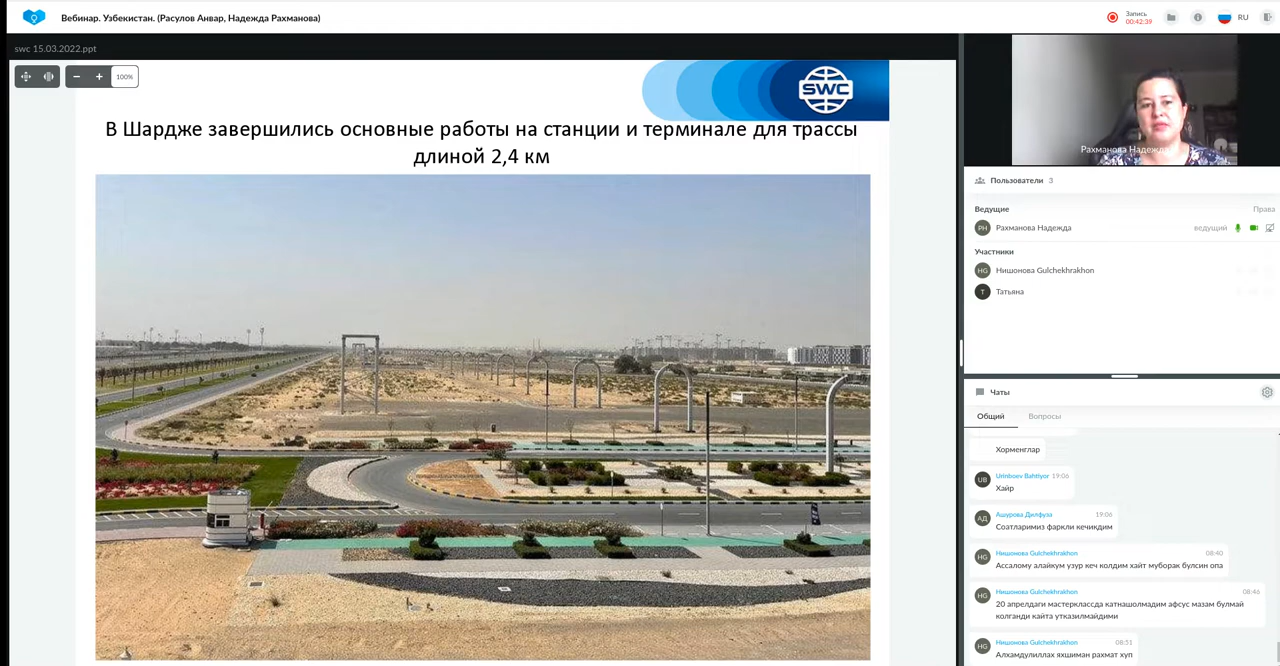 Вебинар. Узбекистан. (Расулов Анвар, Надежда Рахманова)
Запись
00:42:39
RU
swc 15.03.2022.ppt
100%
SWC
В Шардже завершились основные работы на станции и терминале для трассы
длиной 2,4 км
Рахманова Надежда
Пользователи 3
Ведущие
Права
РН
Рахманова Надежда
ведущий
Участники
HG
Нишонова Gulchekhrakhon
Т
Татьяна
Чаты
Общий
Вопросы
Хорменглар
UB
Urinboev Bahtiyor 19:06
Хайр
АД
Ашурова Дилфуза 19:06
Соатларимиз фаркли кечикдим
HG
Нишонова Gulchekhrakhon 08:40
Ассалому алайкум узур кеч колдим хайт муборак булсин опа
HG
Нишонова Gulchekhrakhon 08:46
20 апрелдаги мастерклассда катнашолмадим афсус мазам булмай
колганди кайта утказилмайдими
HG
Нишонова Gulchekhrakhon 08:51
Алхамдулиллах яхшиман рахмат хуп